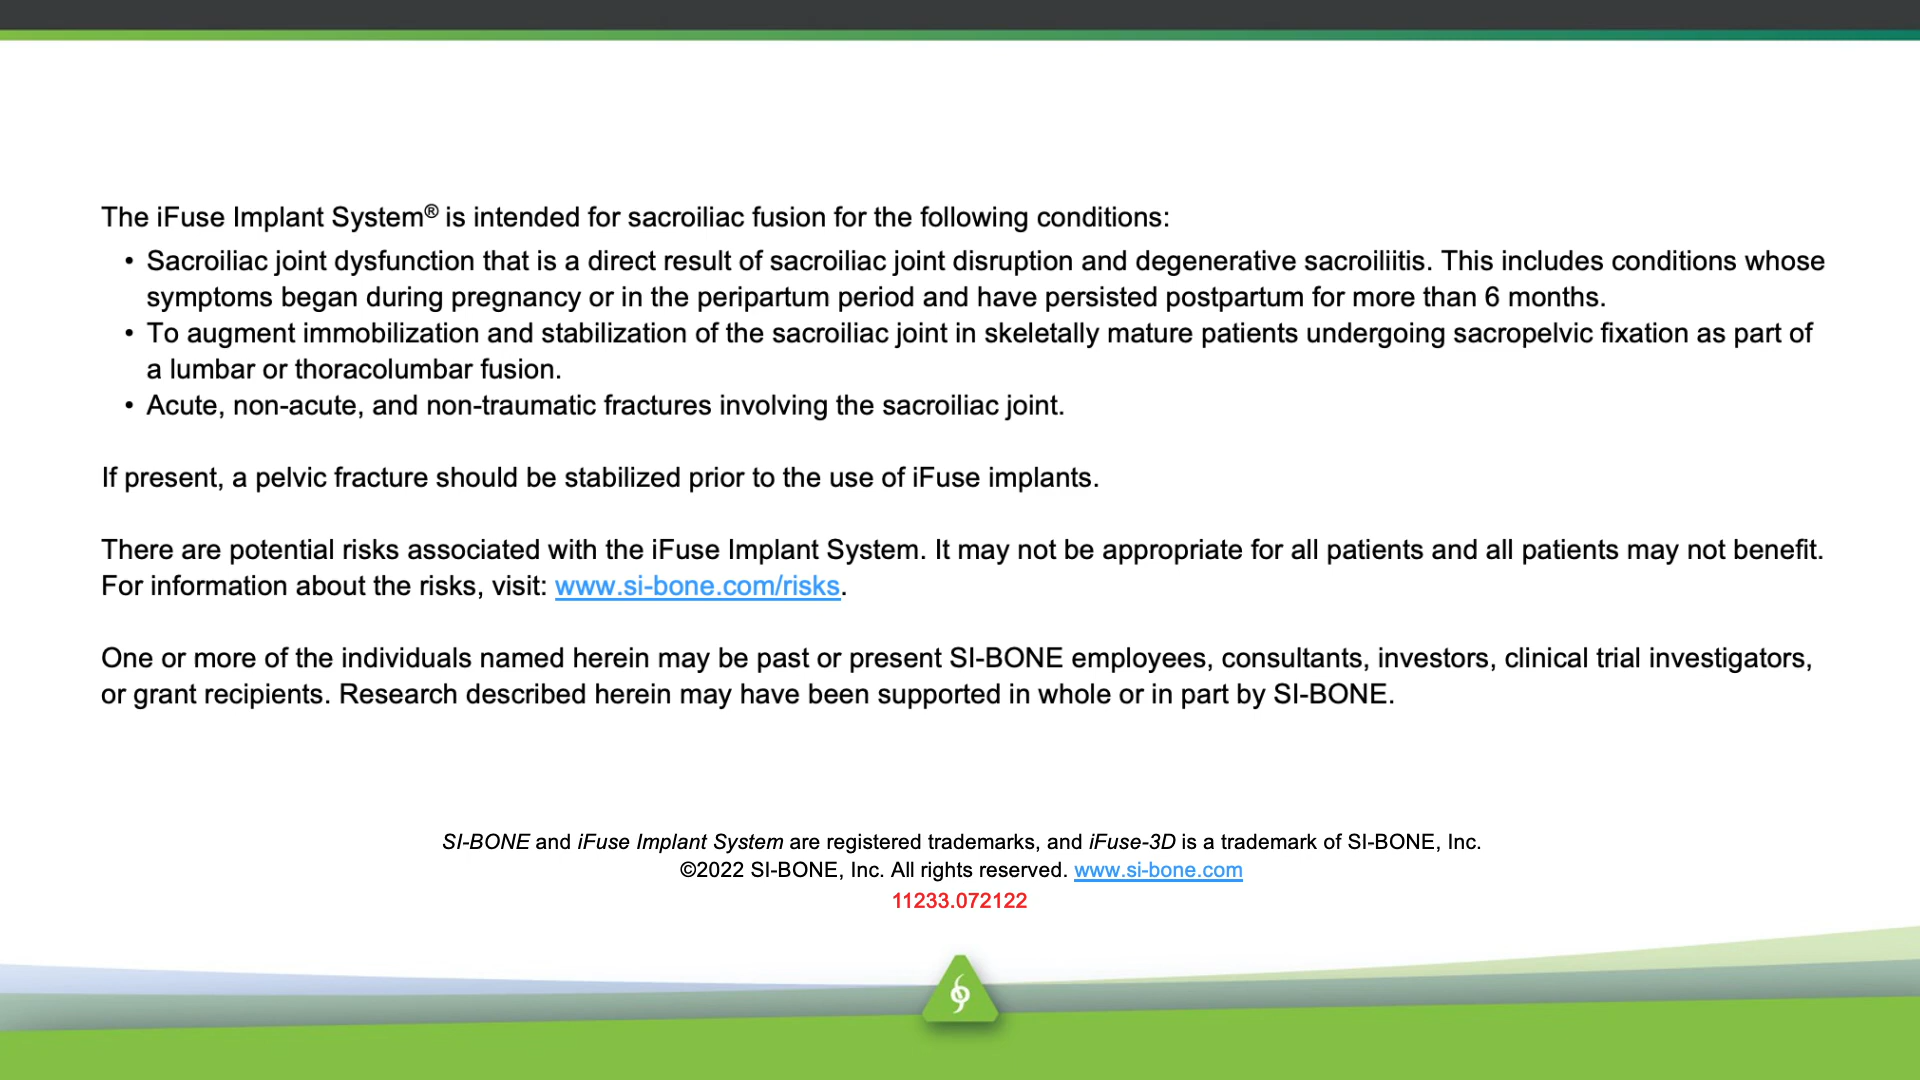 The iFuse Implant System® is intended for sacroiliac fusion for the following conditions:
• Sacroiliac joint dysfunction that is a direct result of sacroiliac joint disruption and degenerative sacroiliitis. This includes conditions whose
symptoms began during pregnancy or in the peripartum period and have persisted postpartum for more than 6 months.
• To augment immobilization and stabilization of the sacroiliac joint in skeletally mature patients undergoing sacropelvic fixation as part of
a lumbar or thoracolumbar fusion.
• Acute, non-acute, and non-traumatic fractures involving the sacroiliac joint.
If present, a pelvic fracture should be stabilized prior to the use of iFuse implants.
There are potential risks associated with the iFuse Implant System. It may not be appropriate for all patients and all patients may not benefit.
For information about the risks, visit: www.si-bone.com/risks.
One or more of the individuals named herein may be past or present SI-BONE employees, consultants, investors, clinical trial investigators,
or grant recipients. Research described herein may have been supported in whole or in part by SI-BONE.
SI-BONE and iFuse Implant System are registered trademarks, and iFuse-3D is a trademark of SI-BONE, Inc.
©2022 SI-BONE, Inc. All rights reserved. www.si-bone.com
11233.072122